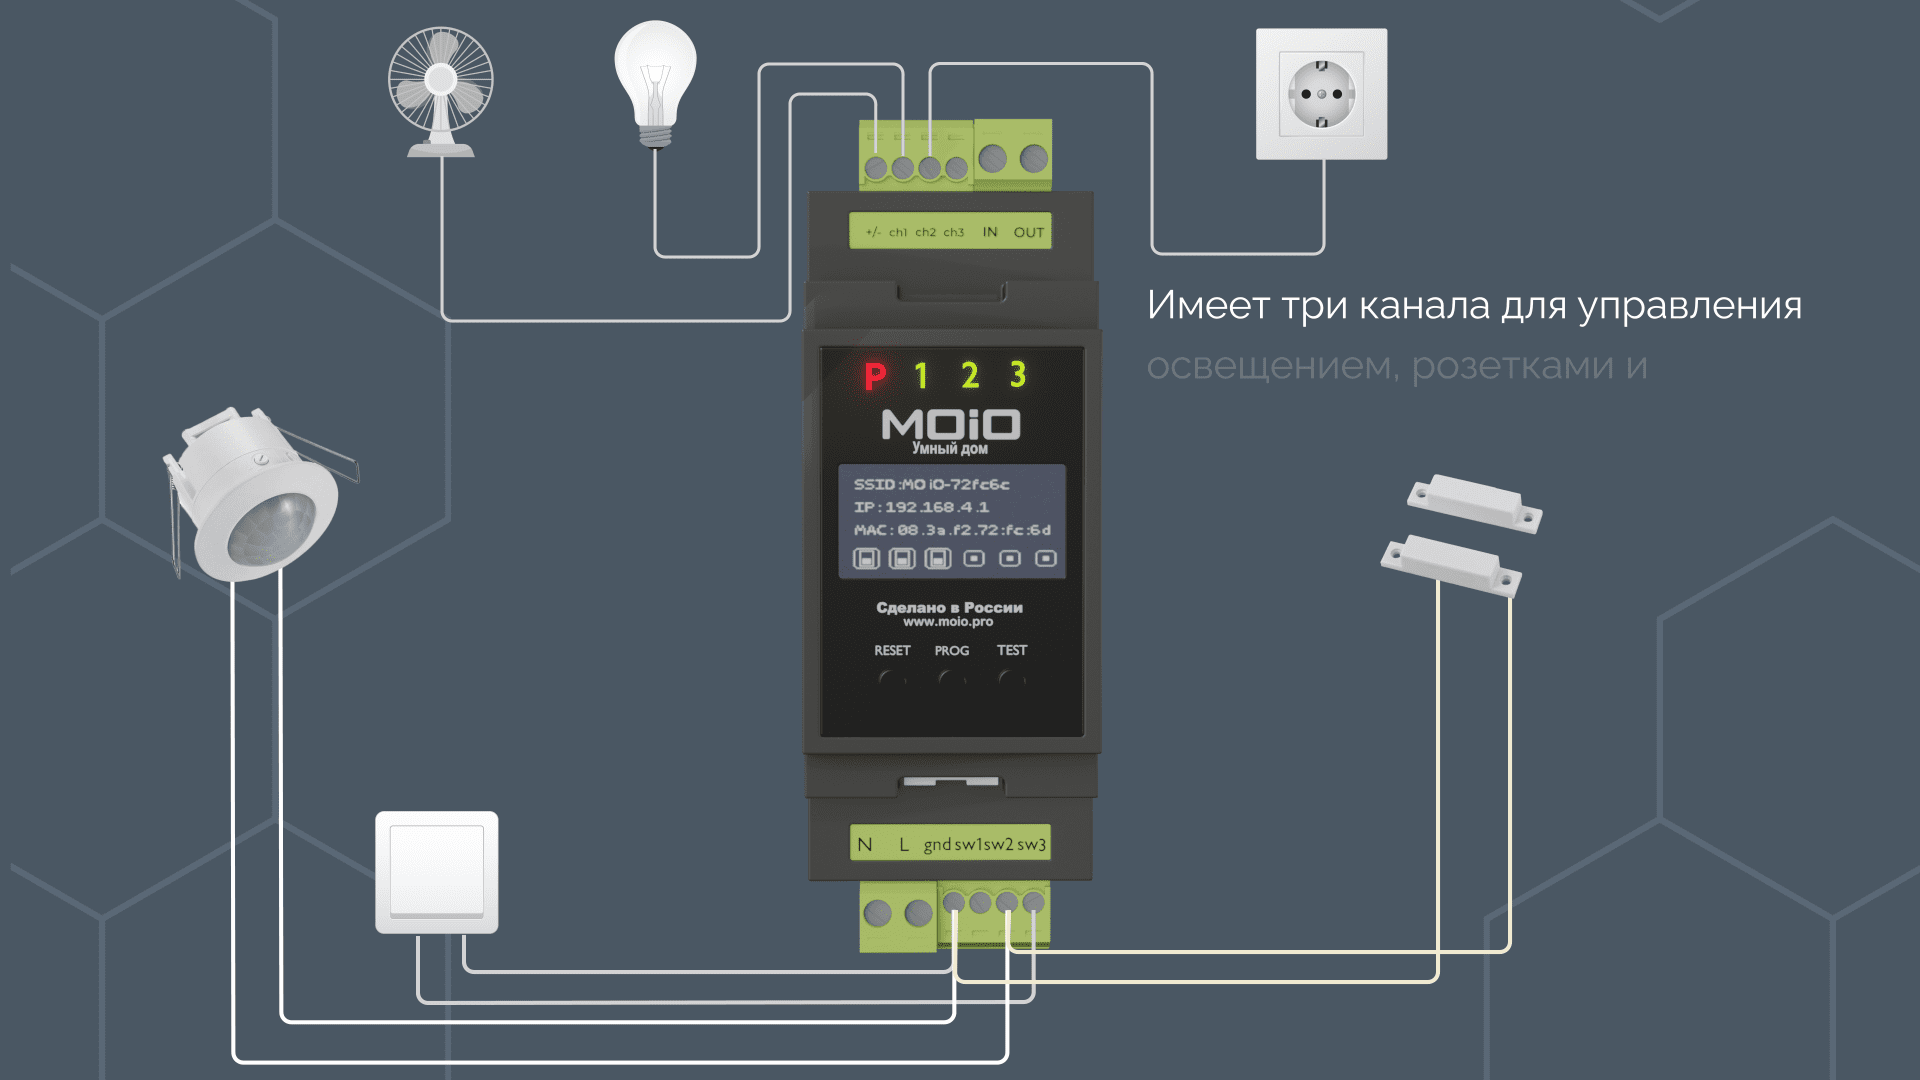 +/- ch1 ch2 ch3 IN OUT
Имеет три канала для управления
освещением, розетками и
P 1 2 3
MOiO
Умный дом
SSID:MOiO-72fc6c
IP:192.168.4.1
MAC:08.3a.f2.72:fc:6d
Сделано в России
www.moio.pro
RESET PROG TEST
N L gnd sw1 sw2 sw3